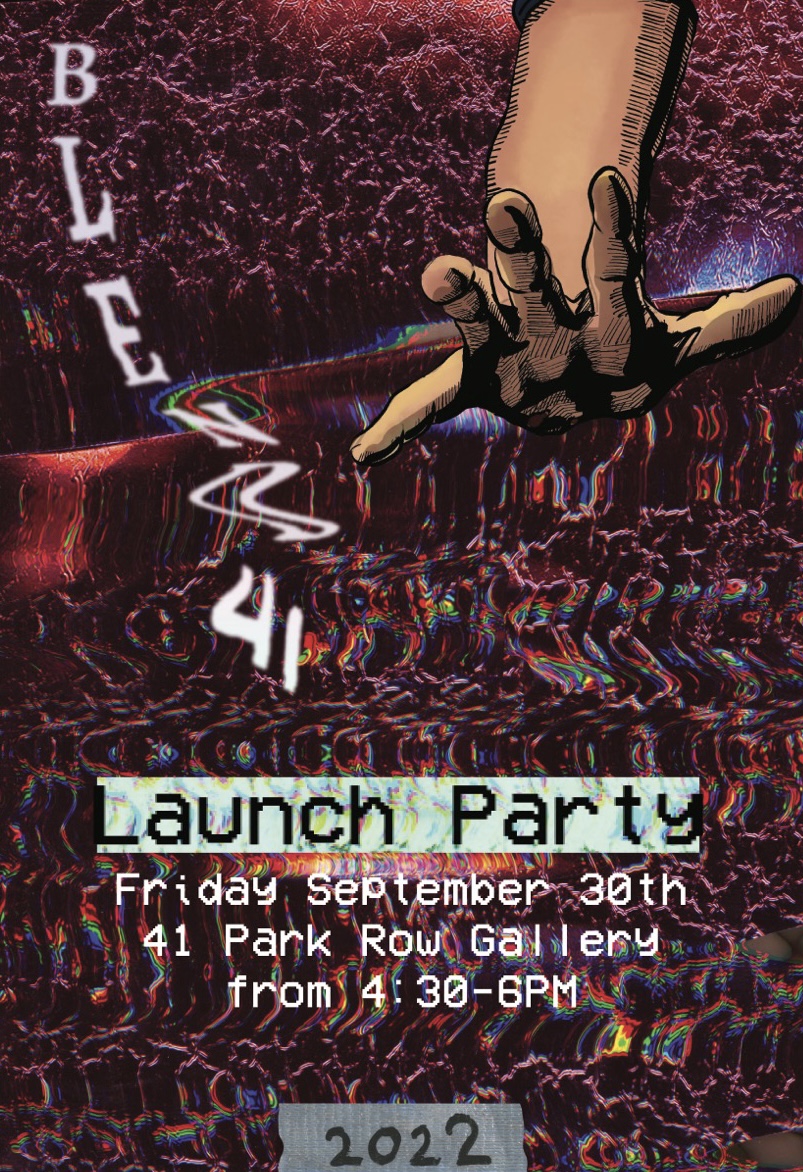 B
L
E
R
41
Launch Party
Friday September 30th
41 Park Row Gallery
from 4:30-6PM
2022